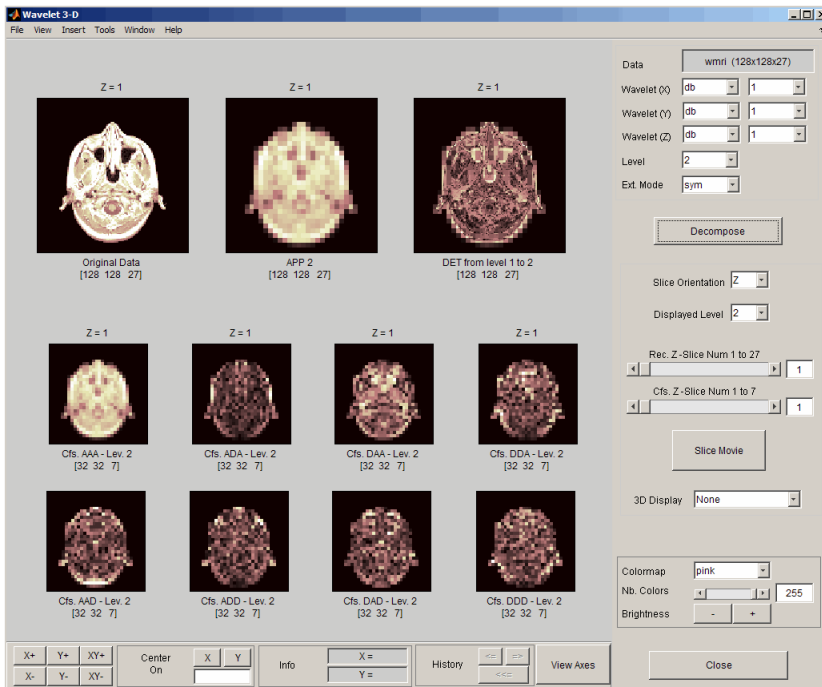 Wavelet 3-D
File View Insert Tools Window Help
Z = 1
Z = 1
Z = 1
Original Data
[128 128 27]
APP 2
[128 128 27]
DET from level 1 to 2
[128 128 27]
Z = 1
Z = 1
Z = 1
Z = 1
Cfs. AAA - Lev. 2
[32 32 7]
Cfs. ADA - Lev. 2
[32 32 7]
Cfs. DAA - Lev. 2
[32 32 7]
Cfs. DDA - Lev. 2
[32 32 7]
Cfs. AAD - Lev. 2
[32 32 7]
Cfs. ADD - Lev. 2
[32 32 7]
Cfs. DAD - Lev. 2
[32 32 7]
Cfs. DDD - Lev. 2
[32 32 7]
Data wmri (128x128x27)
Wavelet (X) db 1
Wavelet (Y) db 1
Wavelet (Z) db 1
Level 2
Ext. Mode sym
Decompose
Slice Orientation Z
Displayed Level 2
Rec. Z-Slice Num 1 to 27
1
Cfs. Z-Slice Num 1 to 7
1
Slice Movie
3D Display None
Colormap pink
Nb. Colors 255
Brightness - +
X+ Y+ XY+
X- Y- XY-
Center On
X Y
Info
X =
Y =
History
<= =>
<<=
View Axes
Close